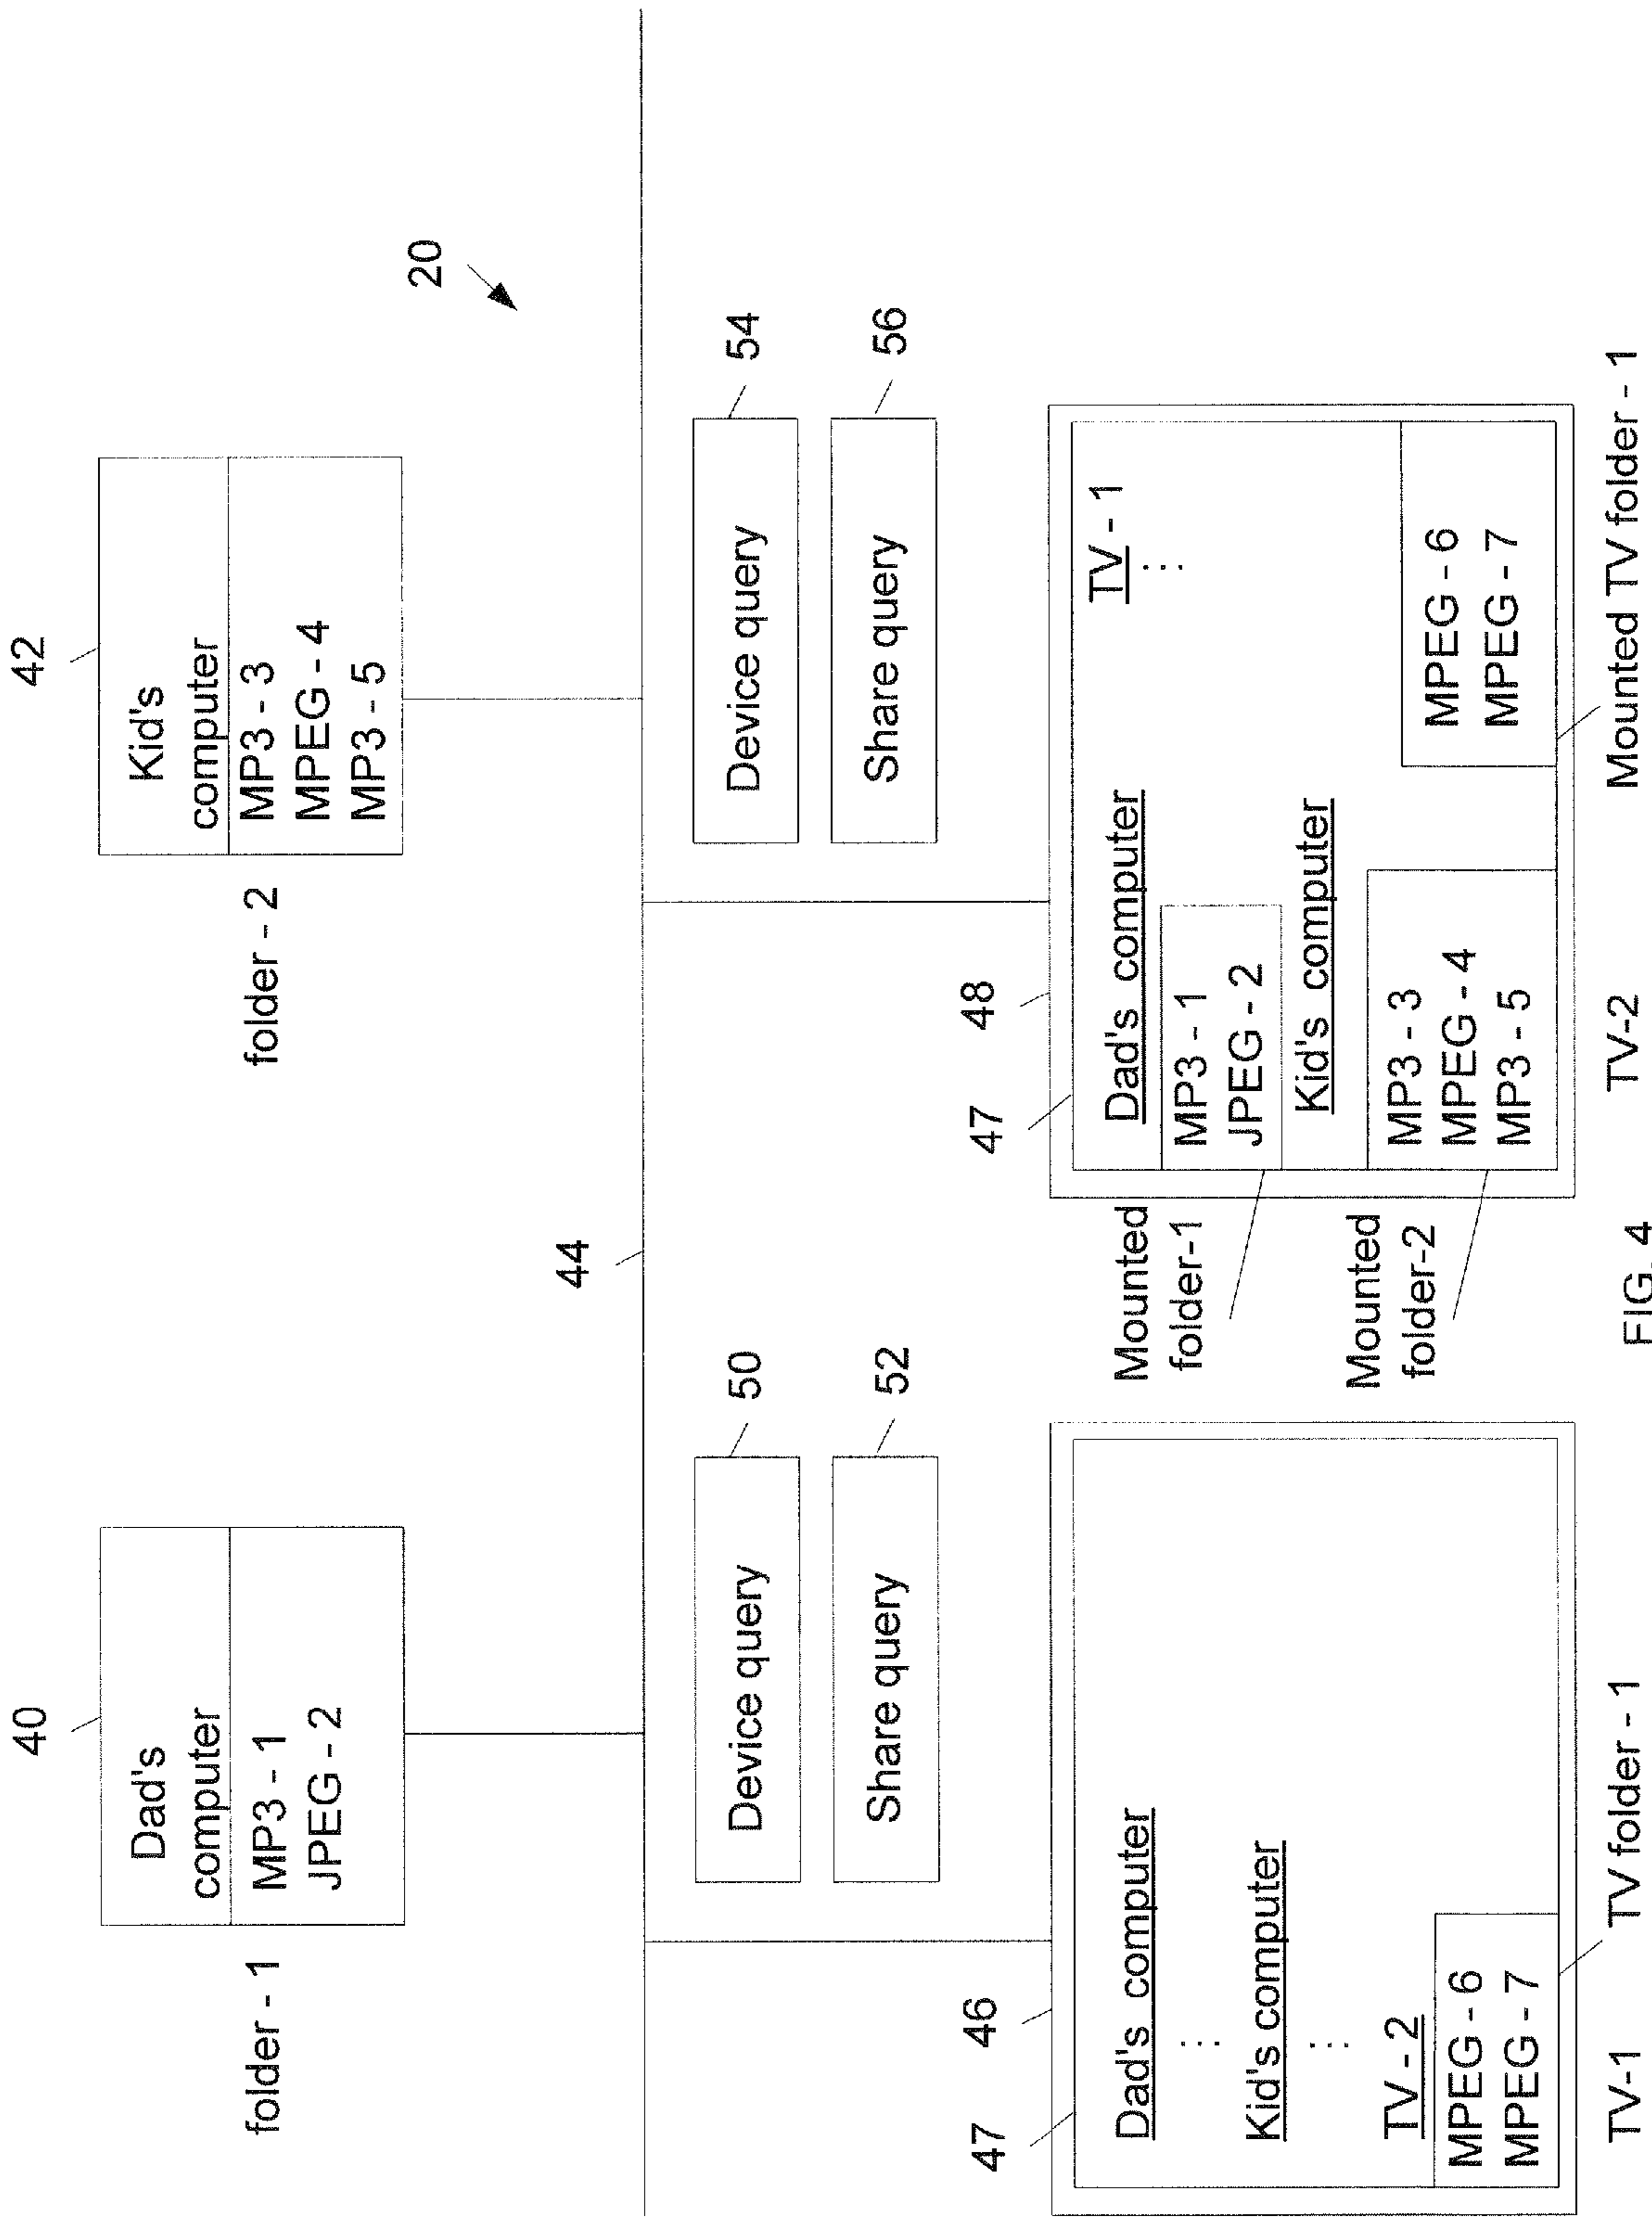 40
Dad's
computer
MP3 - 1
JPEG - 2
folder - 1
42
Kid's
computer
MP3 - 3
MPEG - 4
MP3 - 5
folder - 2
20
44
Device query
50
Share query
52
Device query
54
Share query
56
47
46
Dad's computer
⋮
Kid's computer
⋮
TV - 2
MPEG - 6
MPEG - 7
TV-1
TV folder - 1
47
48
Dad's computer
MP3 - 1
JPEG - 2
Kid's computer
MP3 - 3
MPEG - 4
MP3 - 5
TV - 1
⋮
MPEG - 6
MPEG - 7
Mounted
folder-1
Mounted
folder-2
TV-2
Mounted TV folder - 1
FIG. 4